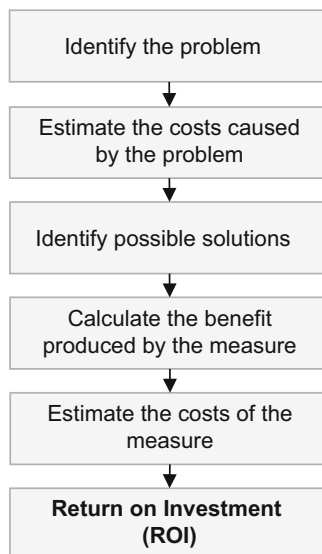 Identify the problem
Estimate the costs caused
by the problem
Identify possible solutions
Calculate the benefit
produced by the measure
Estimate the costs of the
measure
Return on Investment
(ROI)